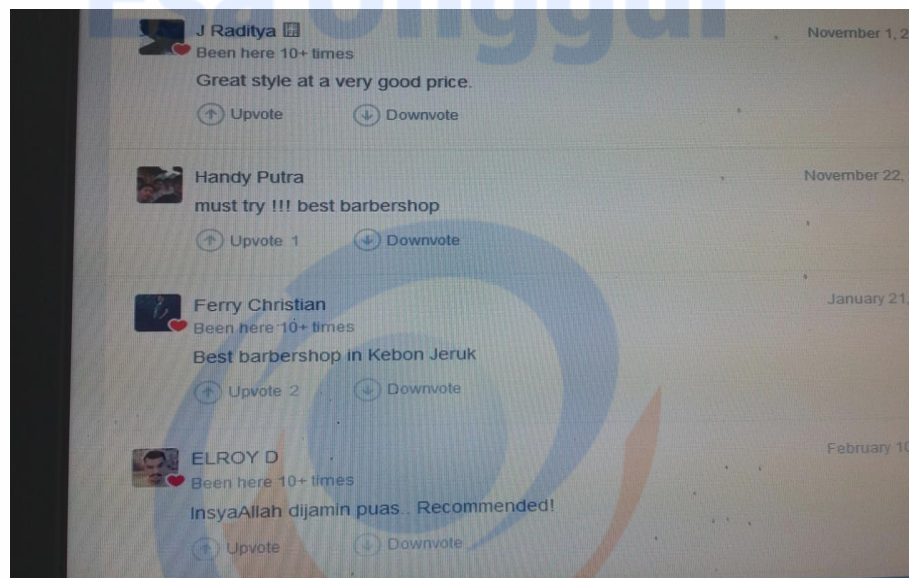 Esa Unggul
J Raditya
November 1, 2
Been here 10+ times
Great style at a very good price.
Upvote Downvote
Handy Putra
November 22,
must try !!! best barbershop
Upvote 1 Downvote
Ferry Christian
January 21,
Been here 10+ times
Best barbershop in Kebon Jeruk
Upvote 2 Downvote
ELROY D
February 10
Been here 10+ times
InsyaAllah dijamin puas.. Recommended!
Upvote Downvote